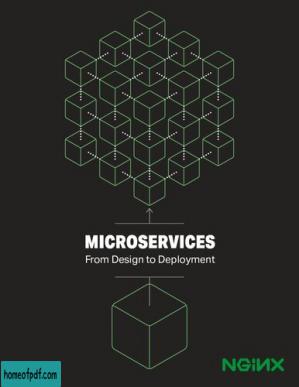 MICROSERVICES
From Design to Deployment
NGINX
homeofpdf.com